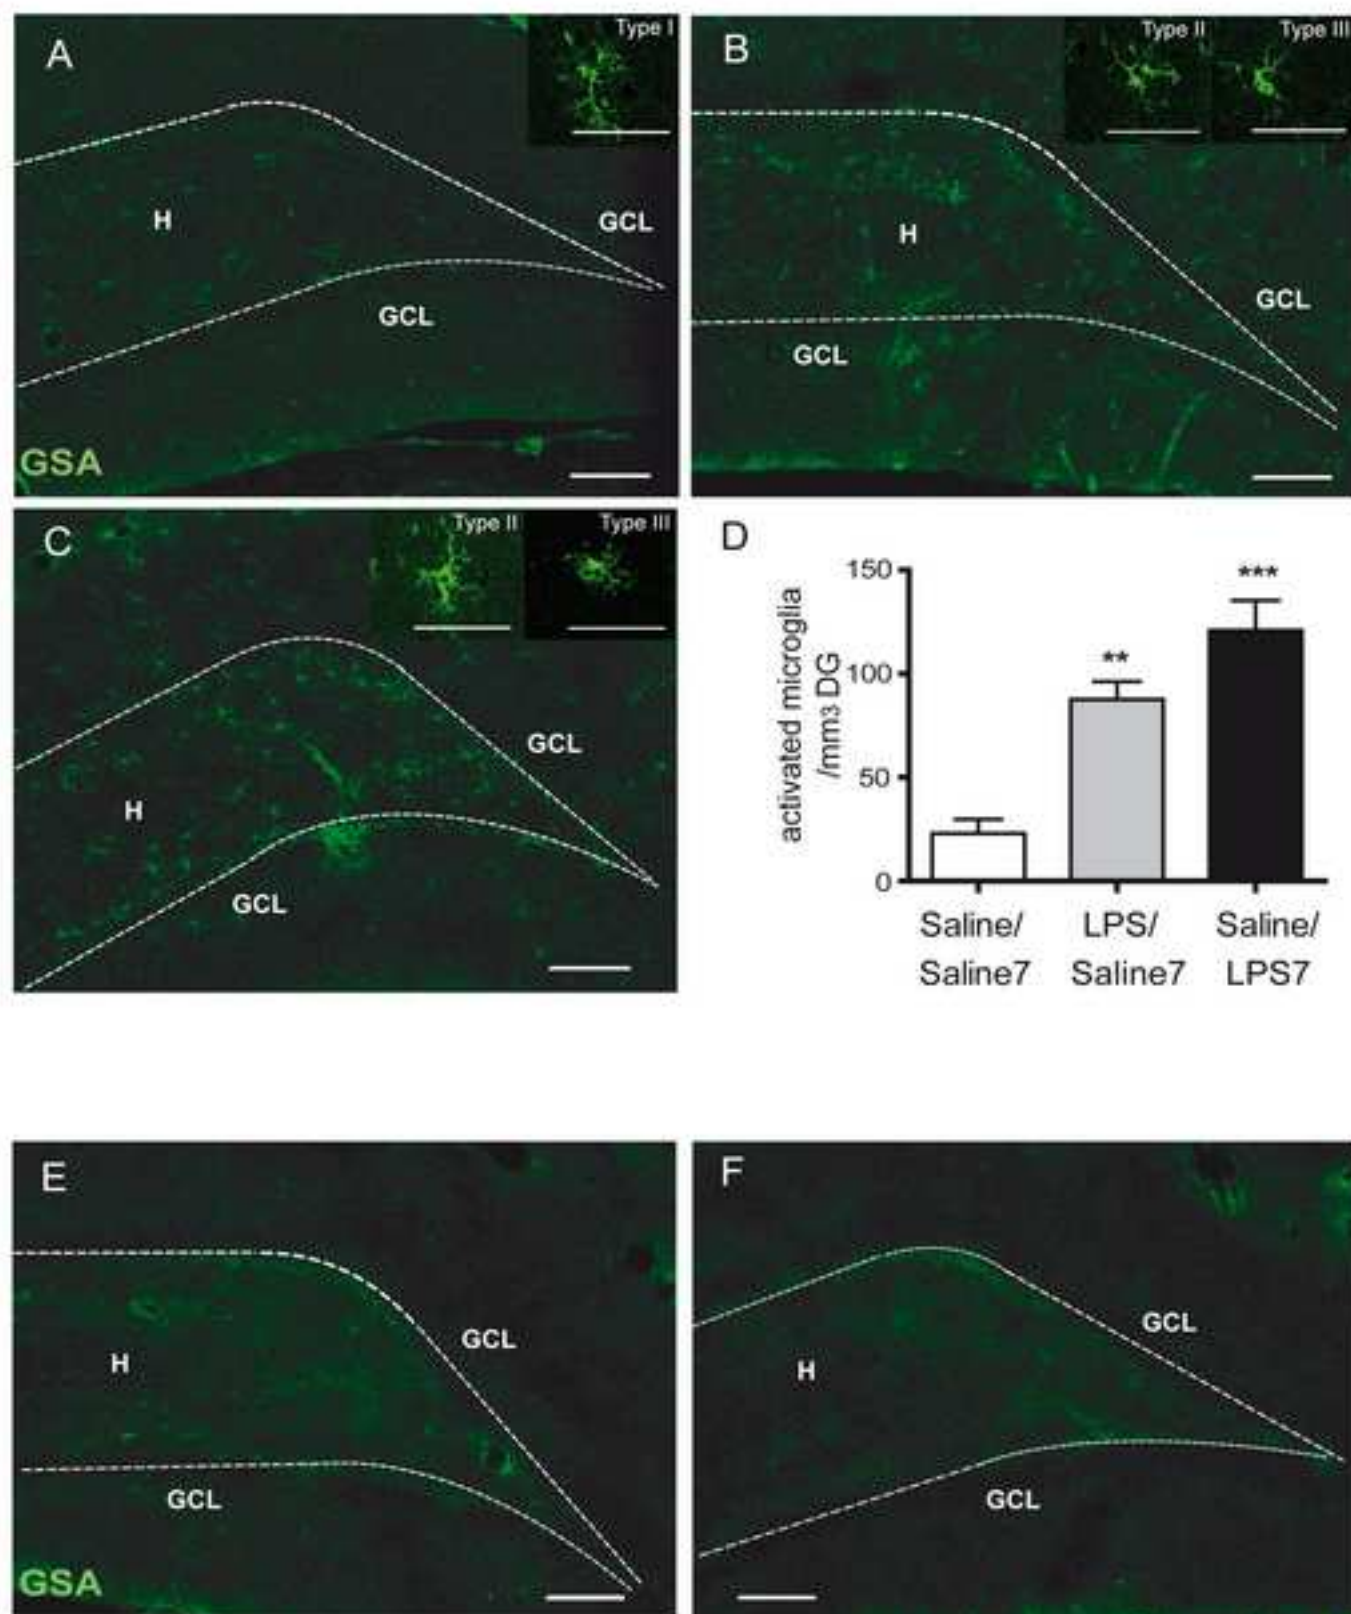 A
Type I
H
GCL
GCL
GSA
B
Type II
Type III
H
GCL
GCL
C
Type II
Type III
GCL
H
GCL
D
activated microglia
/mm3 DG
150
100
50
0
**
***
Saline/
Saline7
LPS/
Saline7
Saline/
LPS7
E
GCL
H
GCL
GSA
F
GCL
H
GCL